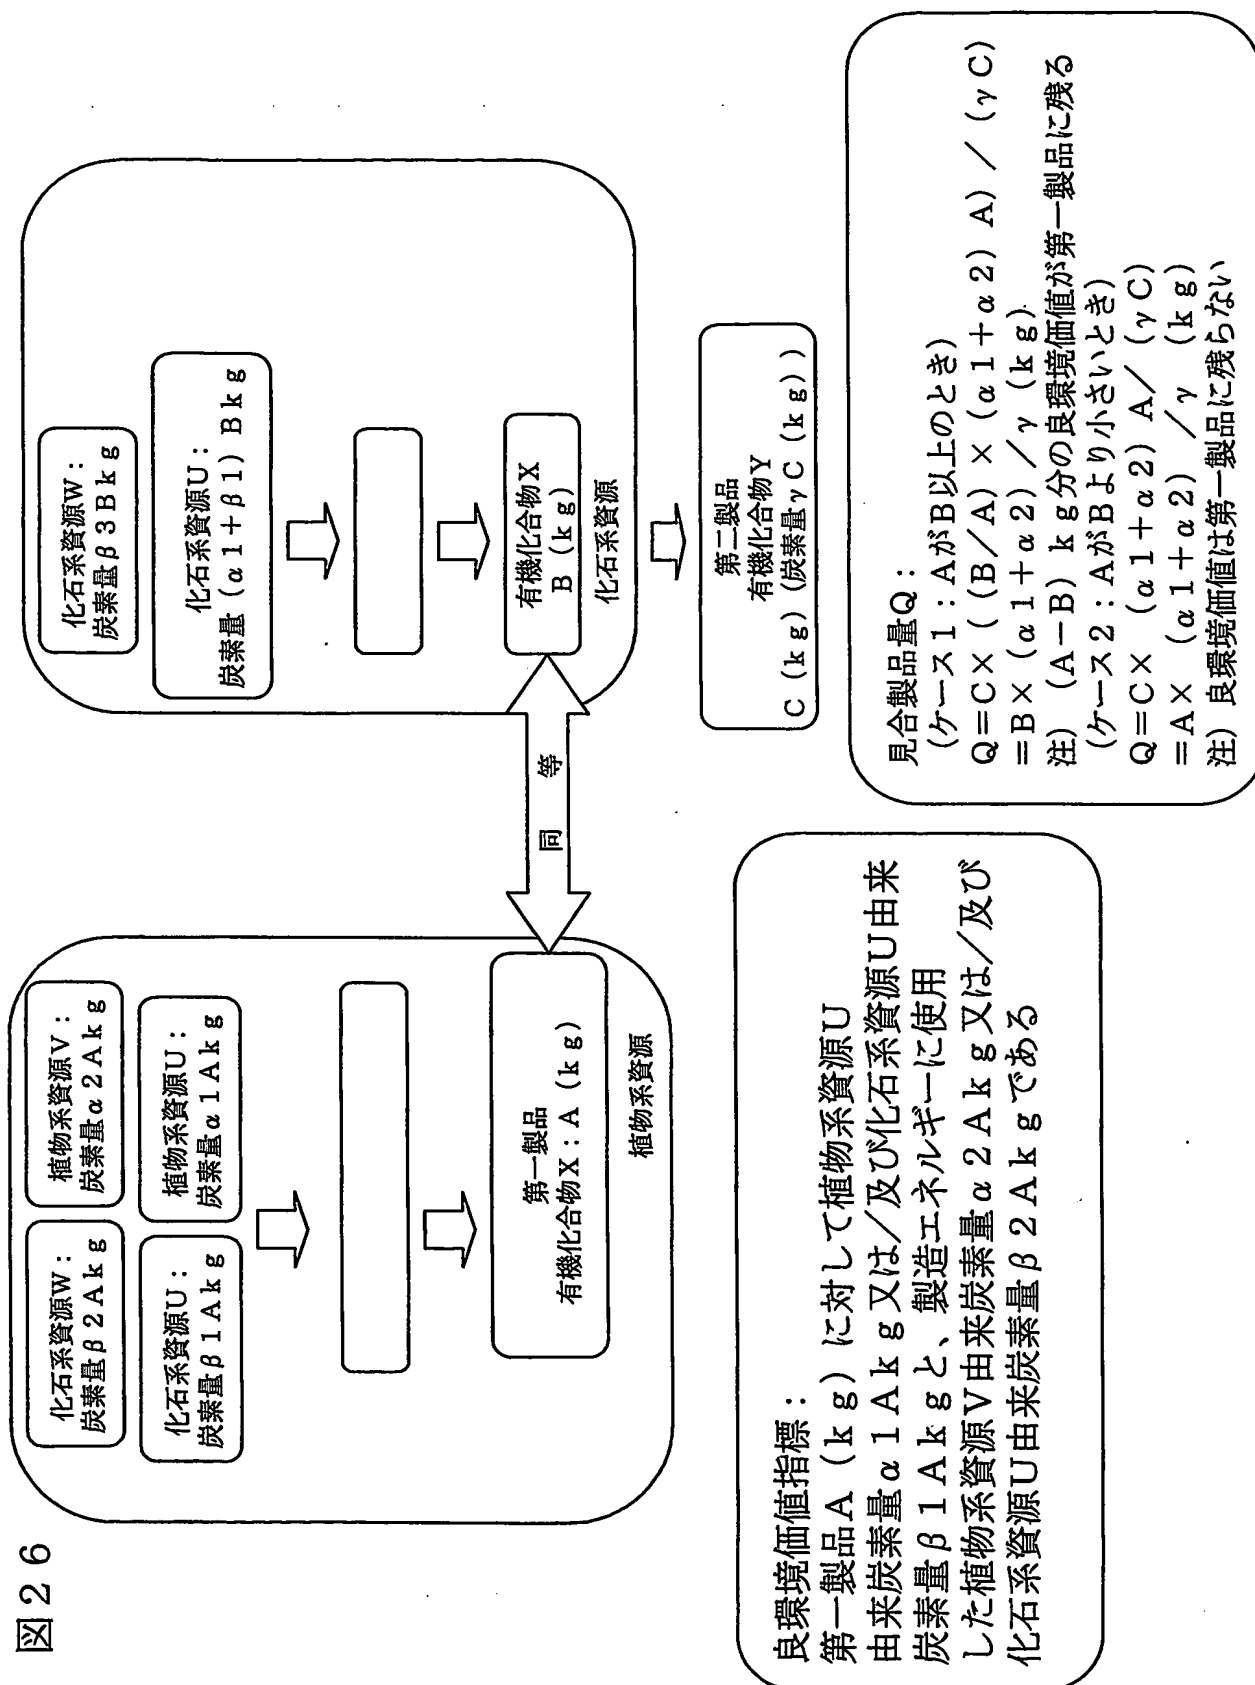 図２６
化石系資源Ｗ：
炭素量β２Ａｋｇ
植物系資源Ｖ：
炭素量α２Ａｋｇ
化石系資源Ｕ：
炭素量β１Ａｋｇ
植物系資源Ｕ：
炭素量α１Ａｋｇ
第一製品
有機化合物Ｘ：Ａ（ｋｇ）
植物系資源
同　等
化石系資源Ｗ：
炭素量β３Ｂｋｇ
化石系資源Ｕ：
炭素量（α１＋β１）Ｂｋｇ
有機化合物Ｘ
Ｂ（ｋｇ）
化石系資源
第二製品
有機化合物Ｙ
Ｃ（ｋｇ）（炭素量γＣ（ｋｇ））
良環境価値指標：
第一製品Ａ（ｋｇ）に対して植物系資源Ｕ
由来炭素量α１Ａｋｇ又は／及び化石系資源Ｕ由来
炭素量β１Ａｋｇと、製造エネルギーに使用
した植物系資源Ｖ由来炭素量α２Ａｋｇ又は／及び
化石系資源Ｕ由来炭素量β２Ａｋｇである
見合製品量Ｑ：
（ケース１：ＡがＢ以上のとき）
Ｑ＝Ｃ×（（Ｂ／Ａ）×（α１＋α２）Ａ）／（γＣ）
＝Ｂ×（α１＋α２）／γ（ｋｇ）
注）（Ａ－Ｂ）ｋｇ分の良環境価値が第一製品に残る
（ケース２：ＡがＢより小さいとき）
Ｑ＝Ｃ×（α１＋α２）Ａ／（γＣ）
＝Ａ×（α１＋α２）／γ（ｋｇ）
注）良環境価値は第一製品に残らない